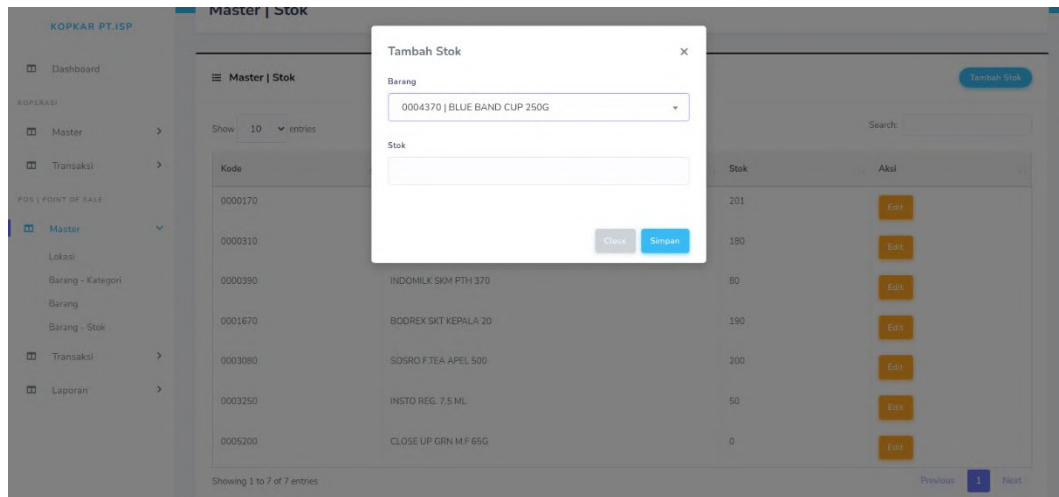 Master | Stok
KOPKAR PT.ISP
Dashboard
KOPERASI
Master
Transaksi
POS | POINT OF SALE
Master
Lokasi
Barang - Kategori
Barang
Barang - Stok
Transaksi
Laporan
Master | Stok
Tambah Stok
Show 10 entries
Search:
Kode Stok Aksi
0000170 201 Edit
0000310 180 Edit
0000390 INDOMILK SKM PTH 370 80 Edit
0001670 BODREX SKT KEPALA 20 190 Edit
0003080 SOSRO F.TEA APEL 500 200 Edit
0003250 INSTO REG. 7,5 ML 50 Edit
0005200 CLOSE UP GRN M.F 65G 0 Edit
Showing 1 to 7 of 7 entries
Previous 1 Next
Tambah Stok ×
Barang
0004370 | BLUE BAND CUP 250G
Stok
Close Simpan